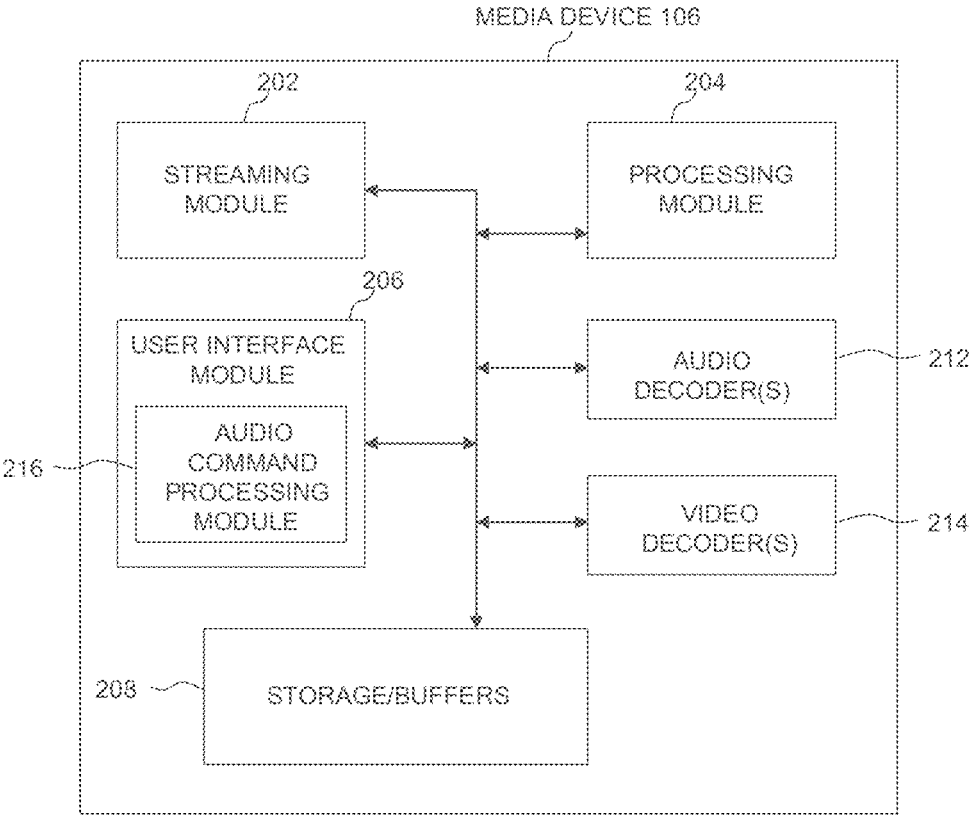 MEDIA DEVICE 106
202
204
STREAMING
MODULE
PROCESSING
MODULE
206
USER INTERFACE
MODULE
AUDIO
DECODER(S)
212
216
AUDIO
COMMAND
PROCESSING
MODULE
VIDEO
DECODER(S)
214
208
STORAGE/BUFFERS